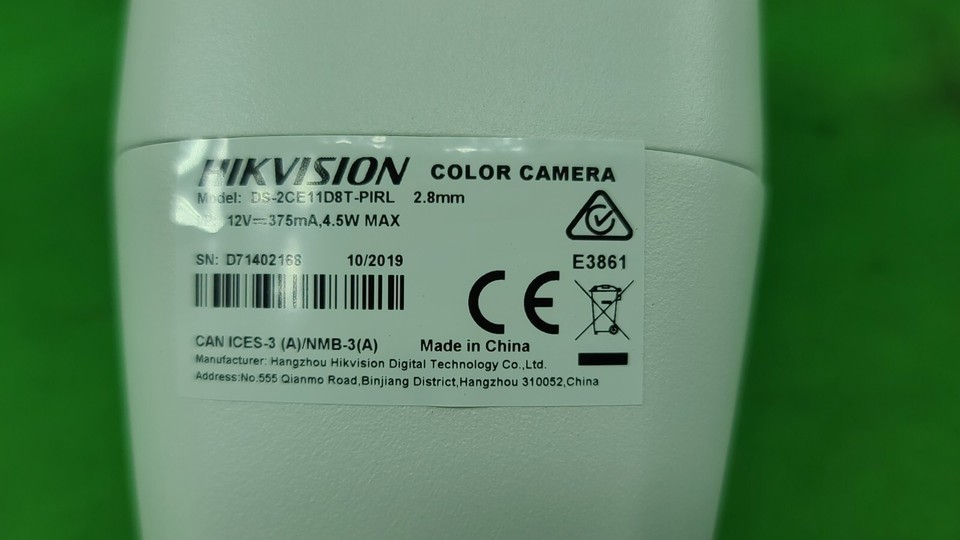 HIKVISION COLOR CAMERA
Model: DS-2CE11D8T-PIRL 2.8mm
12V⎓375mA,4.5W MAX
SN: D71402168 10/2019
E3861
CE
CAN ICES-3 (A)/NMB-3(A) Made in China
Manufacturer: Hangzhou Hikvision Digital Technology Co.,Ltd.
Address:No.555 Qianmo Road,Binjiang District,Hangzhou 310052,China